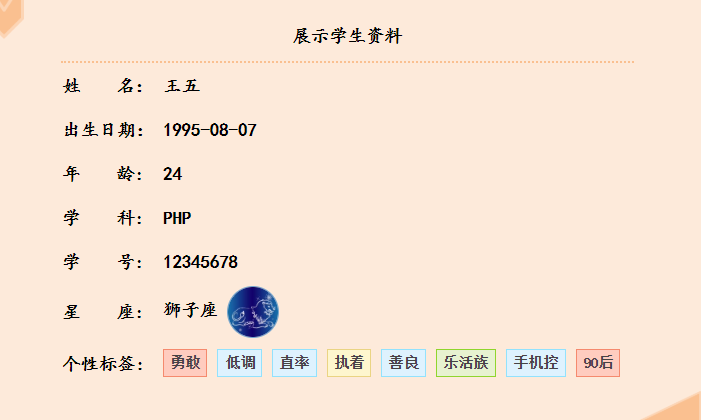 展示学生资料
姓 名： 王五
出生日期： 1995-08-07
年 龄： 24
学 科： PHP
学 号： 12345678
星 座： 狮子座
个性标签： 勇敢 低调 直率 执着 善良 乐活族 手机控 90后